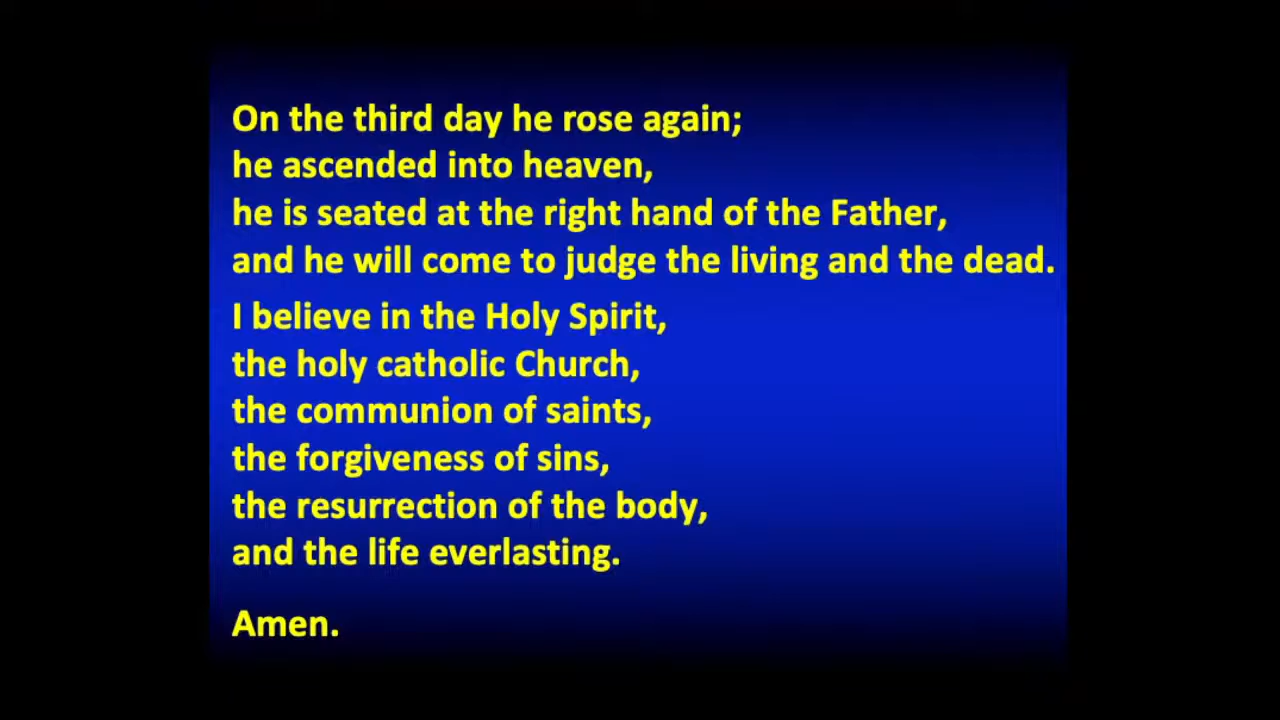 On the third day he rose again;
he ascended into heaven,
he is seated at the right hand of the Father,
and he will come to judge the living and the dead.
I believe in the Holy Spirit,
the holy catholic Church,
the communion of saints,
the forgiveness of sins,
the resurrection of the body,
and the life everlasting.
Amen.